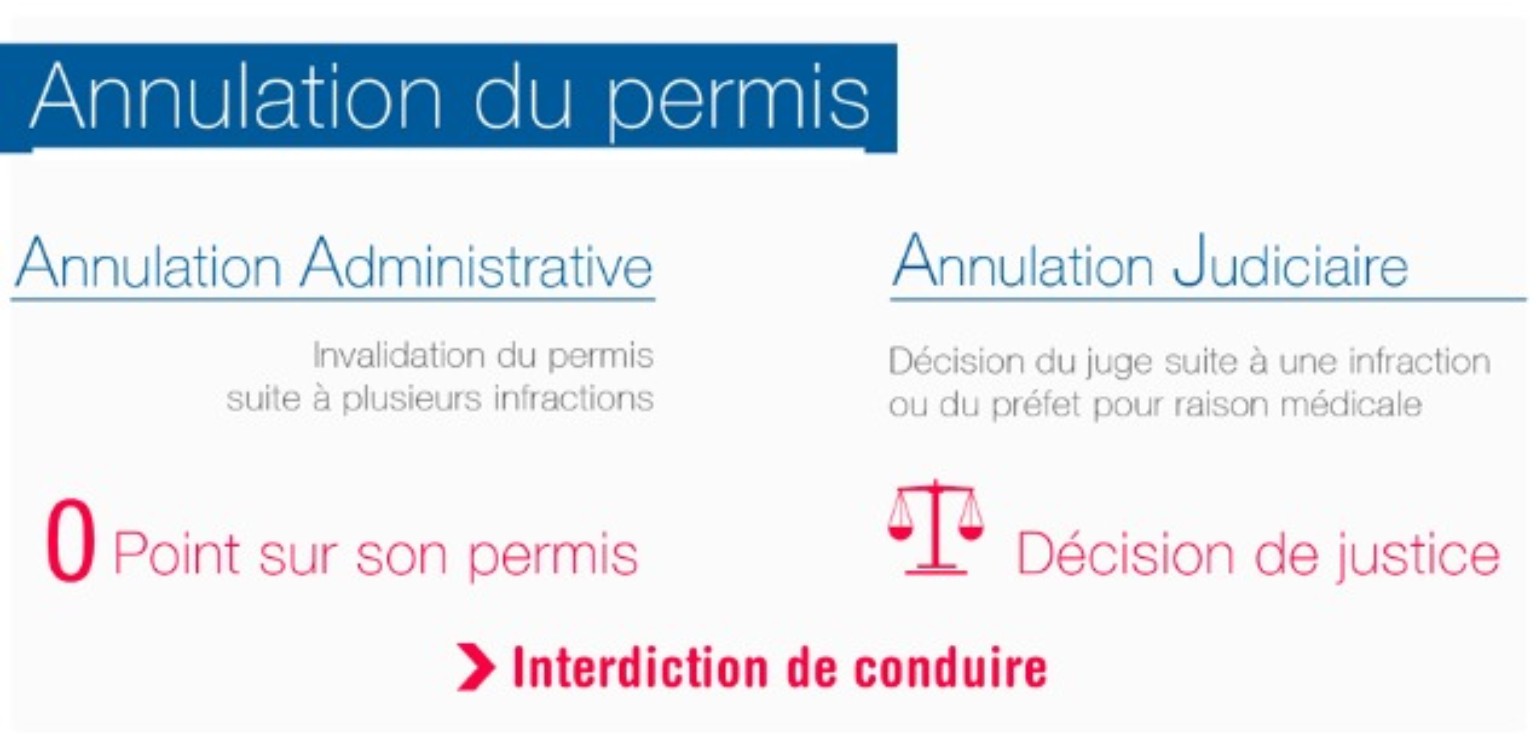 Annulation du permis
Annulation Administrative
Invalidation du permis
suite à plusieurs infractions
0 Point sur son permis
Annulation Judiciaire
Décision du juge suite à une infraction
ou du préfet pour raison médicale
Décision de justice
Interdiction de conduire